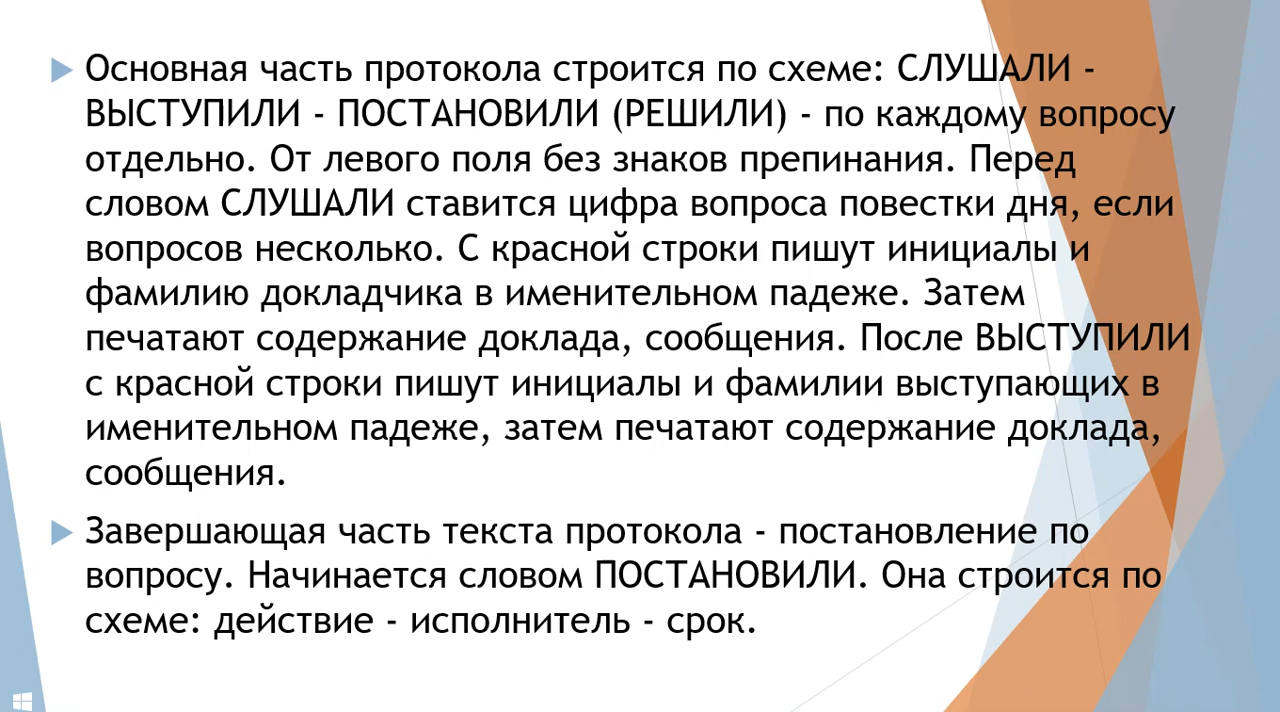 Основная часть протокола строится по схеме: СЛУШАЛИ -
ВЫСТУПИЛИ - ПОСТАНОВИЛИ (РЕШИЛИ) - по каждому вопросу
отдельно. От левого поля без знаков препинания. Перед
словом СЛУШАЛИ ставится цифра вопроса повестки дня, если
вопросов несколько. С красной строки пишут инициалы и
фамилию докладчика в именительном падеже. Затем
печатают содержание доклада, сообщения. После ВЫСТУПИЛИ
с красной строки пишут инициалы и фамилии выступающих в
именительном падеже, затем печатают содержание доклада,
сообщения.
Завершающая часть текста протокола - постановление по
вопросу. Начинается словом ПОСТАНОВИЛИ. Она строится по
схеме: действие - исполнитель - срок.